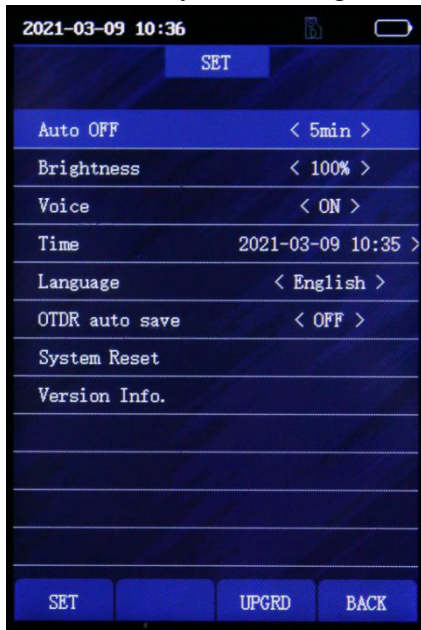 2021-03-09 10:36
SET
Auto OFF < 5min >
Brightness < 100% >
Voice < ON >
Time 2021-03-09 10:35 >
Language < English >
OTDR auto save < OFF >
System Reset
Version Info.
SET UPGRD BACK